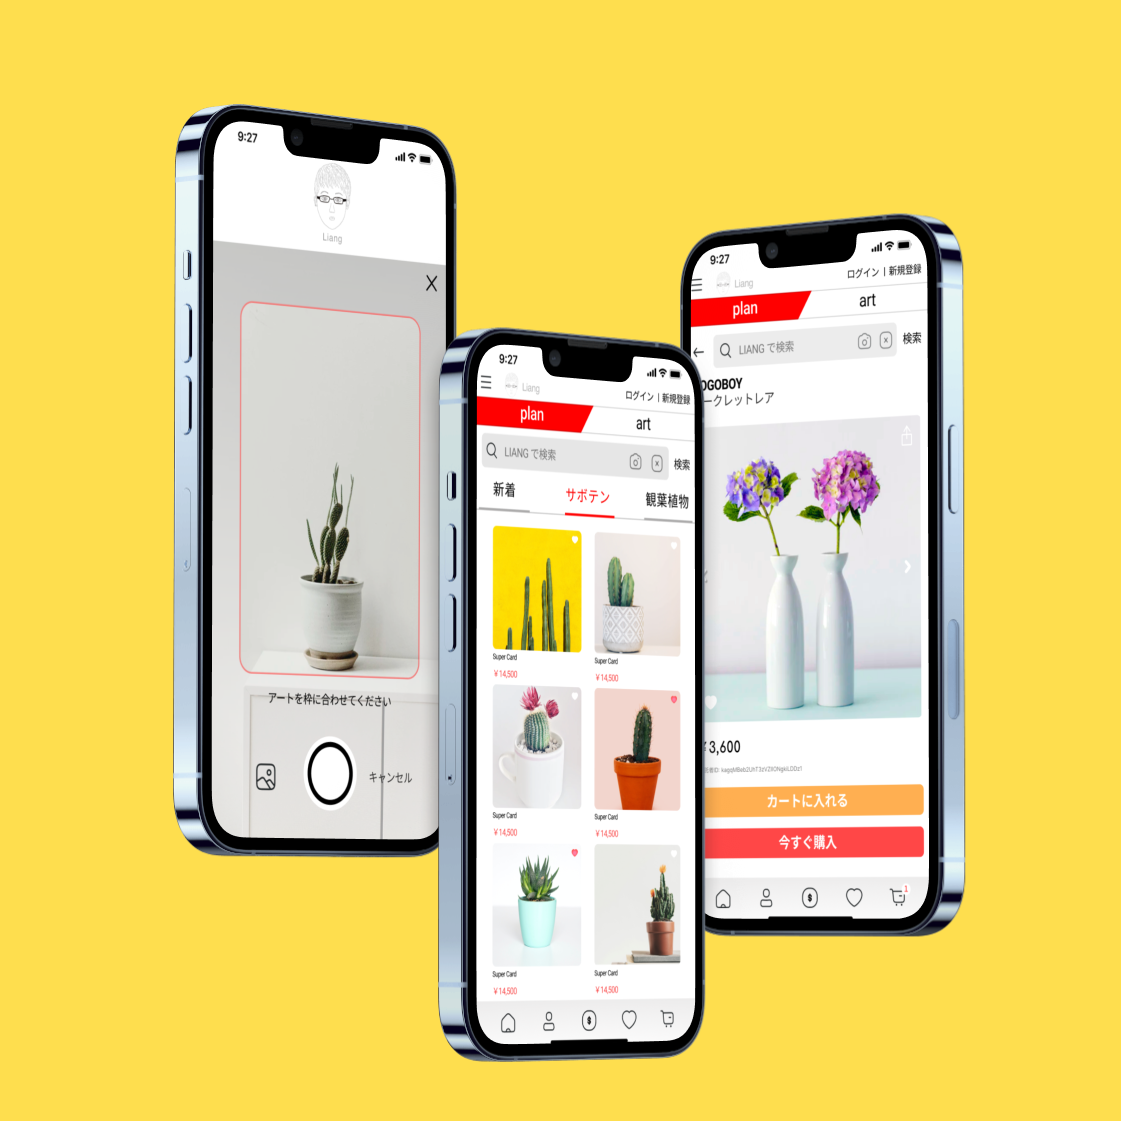 9:27
Liang
X
アートを枠に合わせてください
キャンセル
9:27
Liang
ログイン | 新規登録
plan
art
LIANG で検索
検索
新着
サボテン
観葉植物
Super Card
¥14,500
Super Card
¥14,500
Super Card
¥14,500
Super Card
¥14,500
Super Card
¥14,500
Super Card
¥14,500
9:27
Liang
ログイン | 新規登録
plan
art
LIANG で検索
検索
OGOBOY
ークレットレア
¥3,600
カートに入れる
今すぐ購入
1